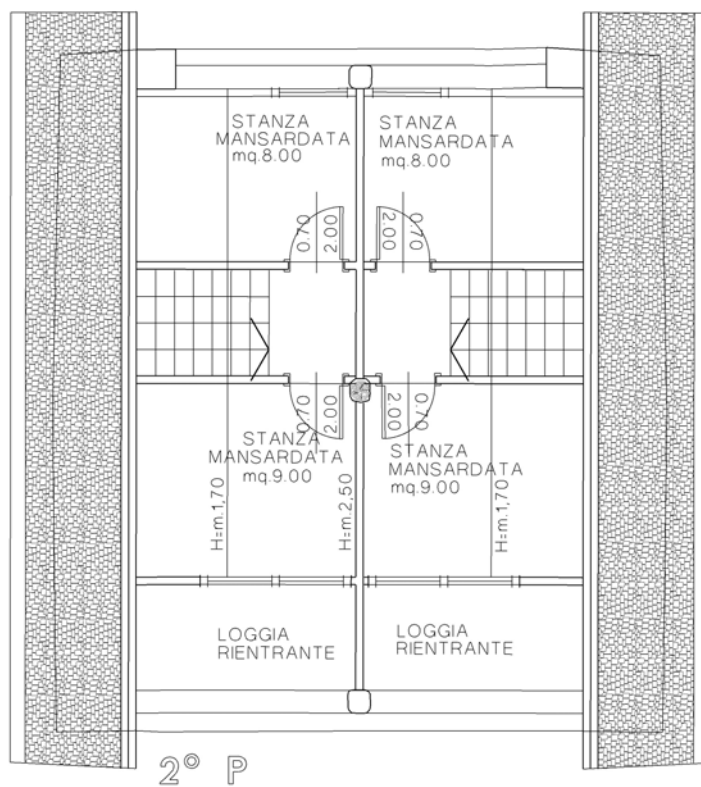 STANZA
MANSARDATA
mq.8.00
STANZA
MANSARDATA
mq.8.00
0.70
2.00
2.00
0.70
0.70
2.00
2.00
0.70
STANZA
MANSARDATA
mq.9.00
STANZA
MANSARDATA
mq.9.00
H=m.1,70
H=m.2,50
H=m.1,70
LOGGIA
RIENTRANTE
LOGGIA
RIENTRANTE
2° P